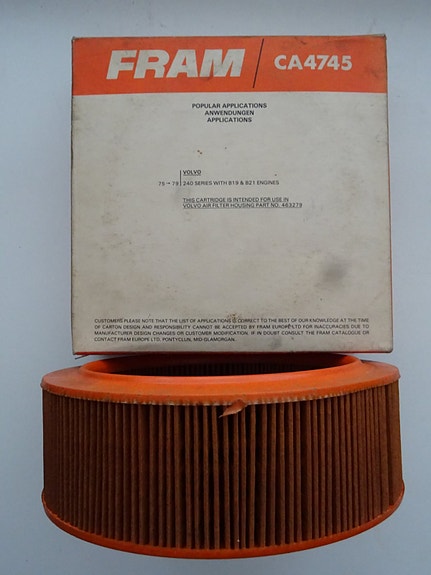 FRAM / CA4745
POPULAR APPLICATIONS
ANWENDUNGEN
APPLICATIONS
VOLVO
76 → 79 240 SERIES WITH B19 & B21 ENGINES
THIS CARTRIDGE IS INTENDED FOR USE IN
VOLVO AIR FILTER HOUSING PART NO. 463279
CUSTOMERS PLEASE NOTE THAT THE LIST OF APPLICATIONS IS CORRECT TO THE BEST OF OUR KNOWLEDGE AT THE TIME
OF CARTON DESIGN AND RESPONSIBILITY CANNOT BE ACCEPTED BY FRAM EUROPE LTD FOR INACCURACIES DUE TO
MANUFACTURER DESIGN CHANGES OR CUSTOMER MODIFICATION. IF IN DOUBT CONSULT THE FRAM CATALOGUE OR
CONTACT FRAM EUROPE LTD. PONTYCLUN, MID-GLAMORGAN.